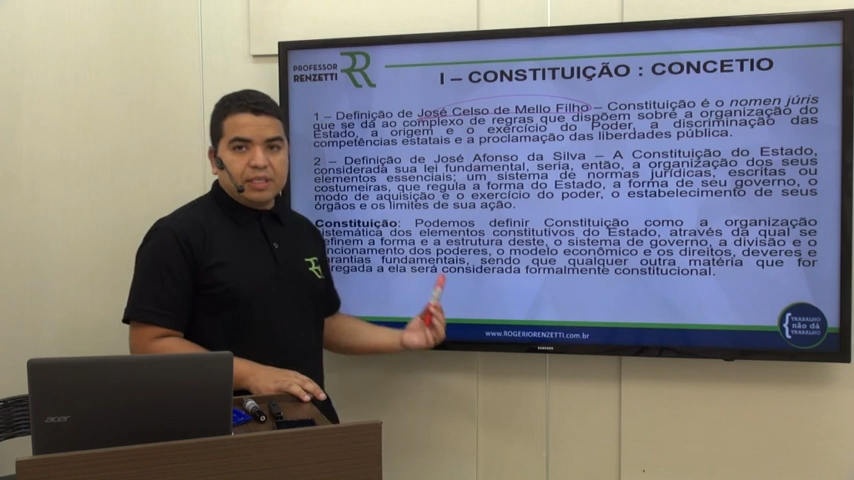 PROFESSOR
RENZETTI
I – CONSTITUIÇÃO : CONCETIO
1 – Definição de José Celso de Mello Filho – Constituição é o nomen júris
que se dá ao complexo de regras que dispõem sobre a organização do
Estado, a origem e o exercício do Poder, a discriminação das
competências estatais e a proclamação das liberdades pública.
2 – Definição de José Afonso da Silva – A Constituição do Estado,
considerada sua lei fundamental, seria, então, a organização dos seus
elementos essenciais; um sistema de normas jurídicas, escritas ou
costumeiras, que regula a forma do Estado, a forma de seu governo, o
modo de aquisição e o exercício do poder, o estabelecimento de seus
órgãos e os limites de sua ação.
Constituição: Podemos definir Constituição como a organização
sistemática dos elementos constitutivos do Estado, através da qual se
definem a forma e a estrutura deste, o sistema de governo, a divisão e o
funcionamento dos poderes, o modelo econômico e os direitos, deveres e
garantias fundamentais, sendo que qualquer outra matéria que for
regada a ela será considerada formalmente constitucional.
www.ROGERIORENZETTI.com.br
TRABALHO
não dá
TRABALHO
SAMSUNG
acer